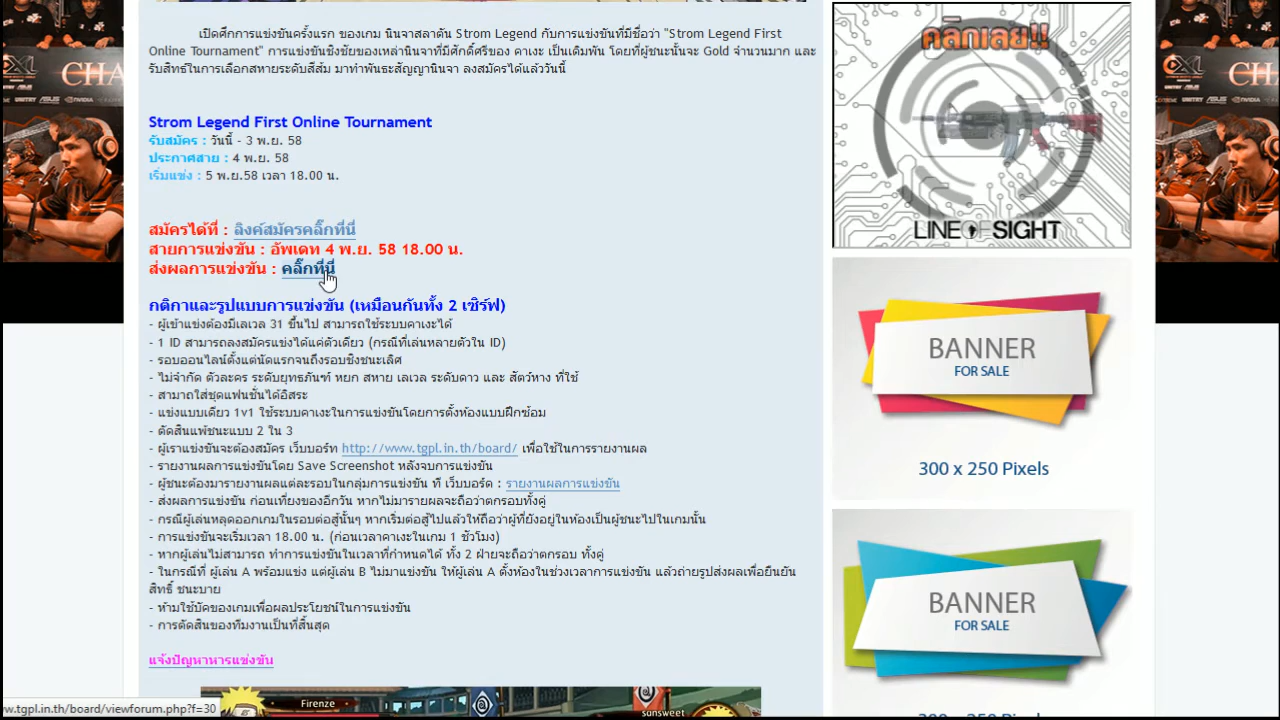 เปิดศึกการแข่งขันครั้งแรก ของเกม นินจาสลาตัน Strom Legend กับการแข่งขันที่มีชื่อว่า "Strom Legend First
Online Tournament" การแข่งขันชิงชัยของเหล่านินจาที่มีศักดิ์ศรีของ คาเงะ เป็นเดิมพัน โดยที่ผู้ชนะนั้นจะ Gold จำนวนมาก และ
รับสิทธ์ในการเลือกสหายระดับสีส้ม มาทำพันธะสัญญานินจา ลงสมัครได้แล้ววันนี้
Strom Legend First Online Tournament
รับสมัคร : วันนี้ - 3 พ.ย. 58
ประกาศสาย : 4 พ.ย. 58
เริ่มแข่ง : 5 พ.ย.58 เวลา 18.00 น.
สมัครได้ที่ : ลิงค์สมัครคลิ๊กที่นี่
สายการแข่งขัน : อัพเดท 4 พ.ย. 58 18.00 น.
ส่งผลการแข่งขัน : คลิ๊กที่นี่
กติกาและรูปแบบการแข่งขัน (เหมือนกันทั้ง 2 เซิร์ฟ)
- ผู้เข้าแข่งต้องมีเลเวล 31 ขึ้นไป สามารถใช้ระบบคาเงะได้
- 1 ID สามารถลงสมัครแข่งได้แค่ตัวเดียว (กรณีที่เล่นหลายตัวใน ID)
- รอบออนไลน์ตั้งแต่นัดแรกจนถึงรอบชิงชนะเลิศ
- ไม่จำกัด ตัวละคร ระดับยุทธภันฑ์ หยก สหาย เลเวล ระดับดาว และ สัตว์หาง ที่ใช้
- สามาถใส่ชุดแฟนชั่นได้อิสระ
- แข่งแบบเดี่ยว 1v1 ใช้ระบบคาเงะในการแข่งขันโดยการตั้งห้องแบบฝึกซ้อม
- ตัดสินแพ้ชนะแบบ 2 ใน 3
- ผู้เราแข่งขันจะต้องสมัคร เว็บบอร์ท http://www.tgpl.in.th/board/ เพื่อใช้ในการรายงานผล
- รายงานผลการแข่งขันโดย Save Screenshot หลังจบการแข่งขัน
- ผู้ชนะต้องมารายงานผลแต่ละรอบในกลุ่มการแข่งขัน ที่ เว็บบอร์ด : รายงานผลการแข่งขัน
- ส่งผลการแข่งขัน ก่อนเที่ยงของอีกวัน หากไม่มารายผลจะถือว่าตกรอบทั้งคู่
- กรณีผู้เล่นหลุดออกเกมในรอบต่อสู้นั้นๆ หากเริ่มต่อสู้ไปแล้วให้ถือว่าผู้ที่ยังอยู่ในห้องเป็นผู้ชนะไปในเกมนั้น
- การแข่งขันจะเริ่มเวลา 18.00 น. (ก่อนเวลาคาเงะในเกม 1 ชั่วโมง)
- หากผู้เล่นไม่สามารถ ทำการแข่งขันในเวลาที่กำหนดได้ ทั้ง 2 ฝ่ายจะถือว่าตกรอบ ทั้งคู่
- ในกรณีที่ ผู้เล่น A พร้อมแข่ง แต่ผู้เล่น B ไม่มาแข่งขัน ให้ผู้เล่น A ตั้งห้องในช่วงเวลาการแข่งขัน แล้วถ่ายรูปส่งผลเพื่อยืนยัน
สิทธิ์ ชนะบาย
- ห้ามใช้บัคของเกมเพื่อผลประโยชน์ในการแข่งขัน
- การตัดสินของทีมงานเป็นที่สิ้นสุด
แจ้งปัญหาหารแข่งขัน
Firenze
sansweet
w.tgpl.in.th/board/viewforum.php?f=30
คลิกเลย!!
LINE OF SIGHT
BANNER
FOR SALE
300 x 250 Pixels
BANNER
FOR SALE
CHA
CH